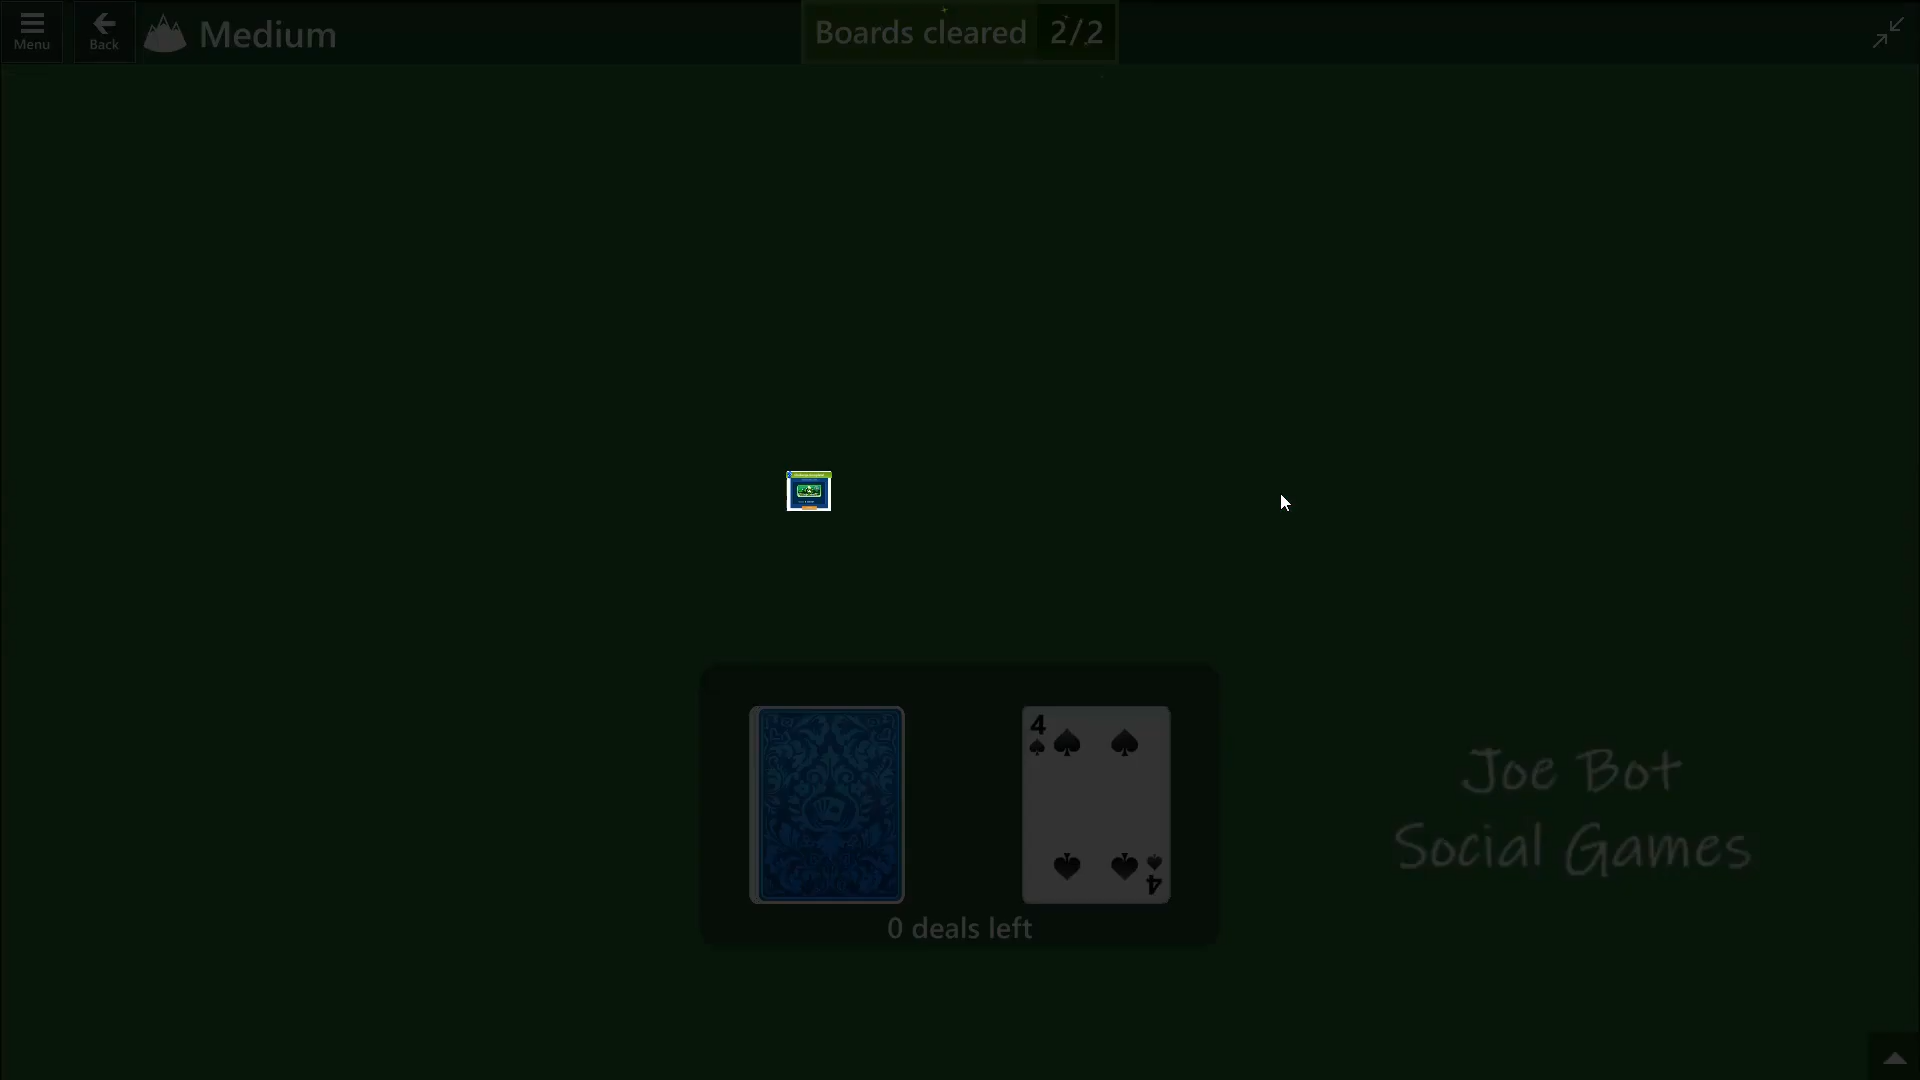 Menu
Back
Medium
Boards cleared 2/2
4
4
0 deals left
Joe Bot
Social Games